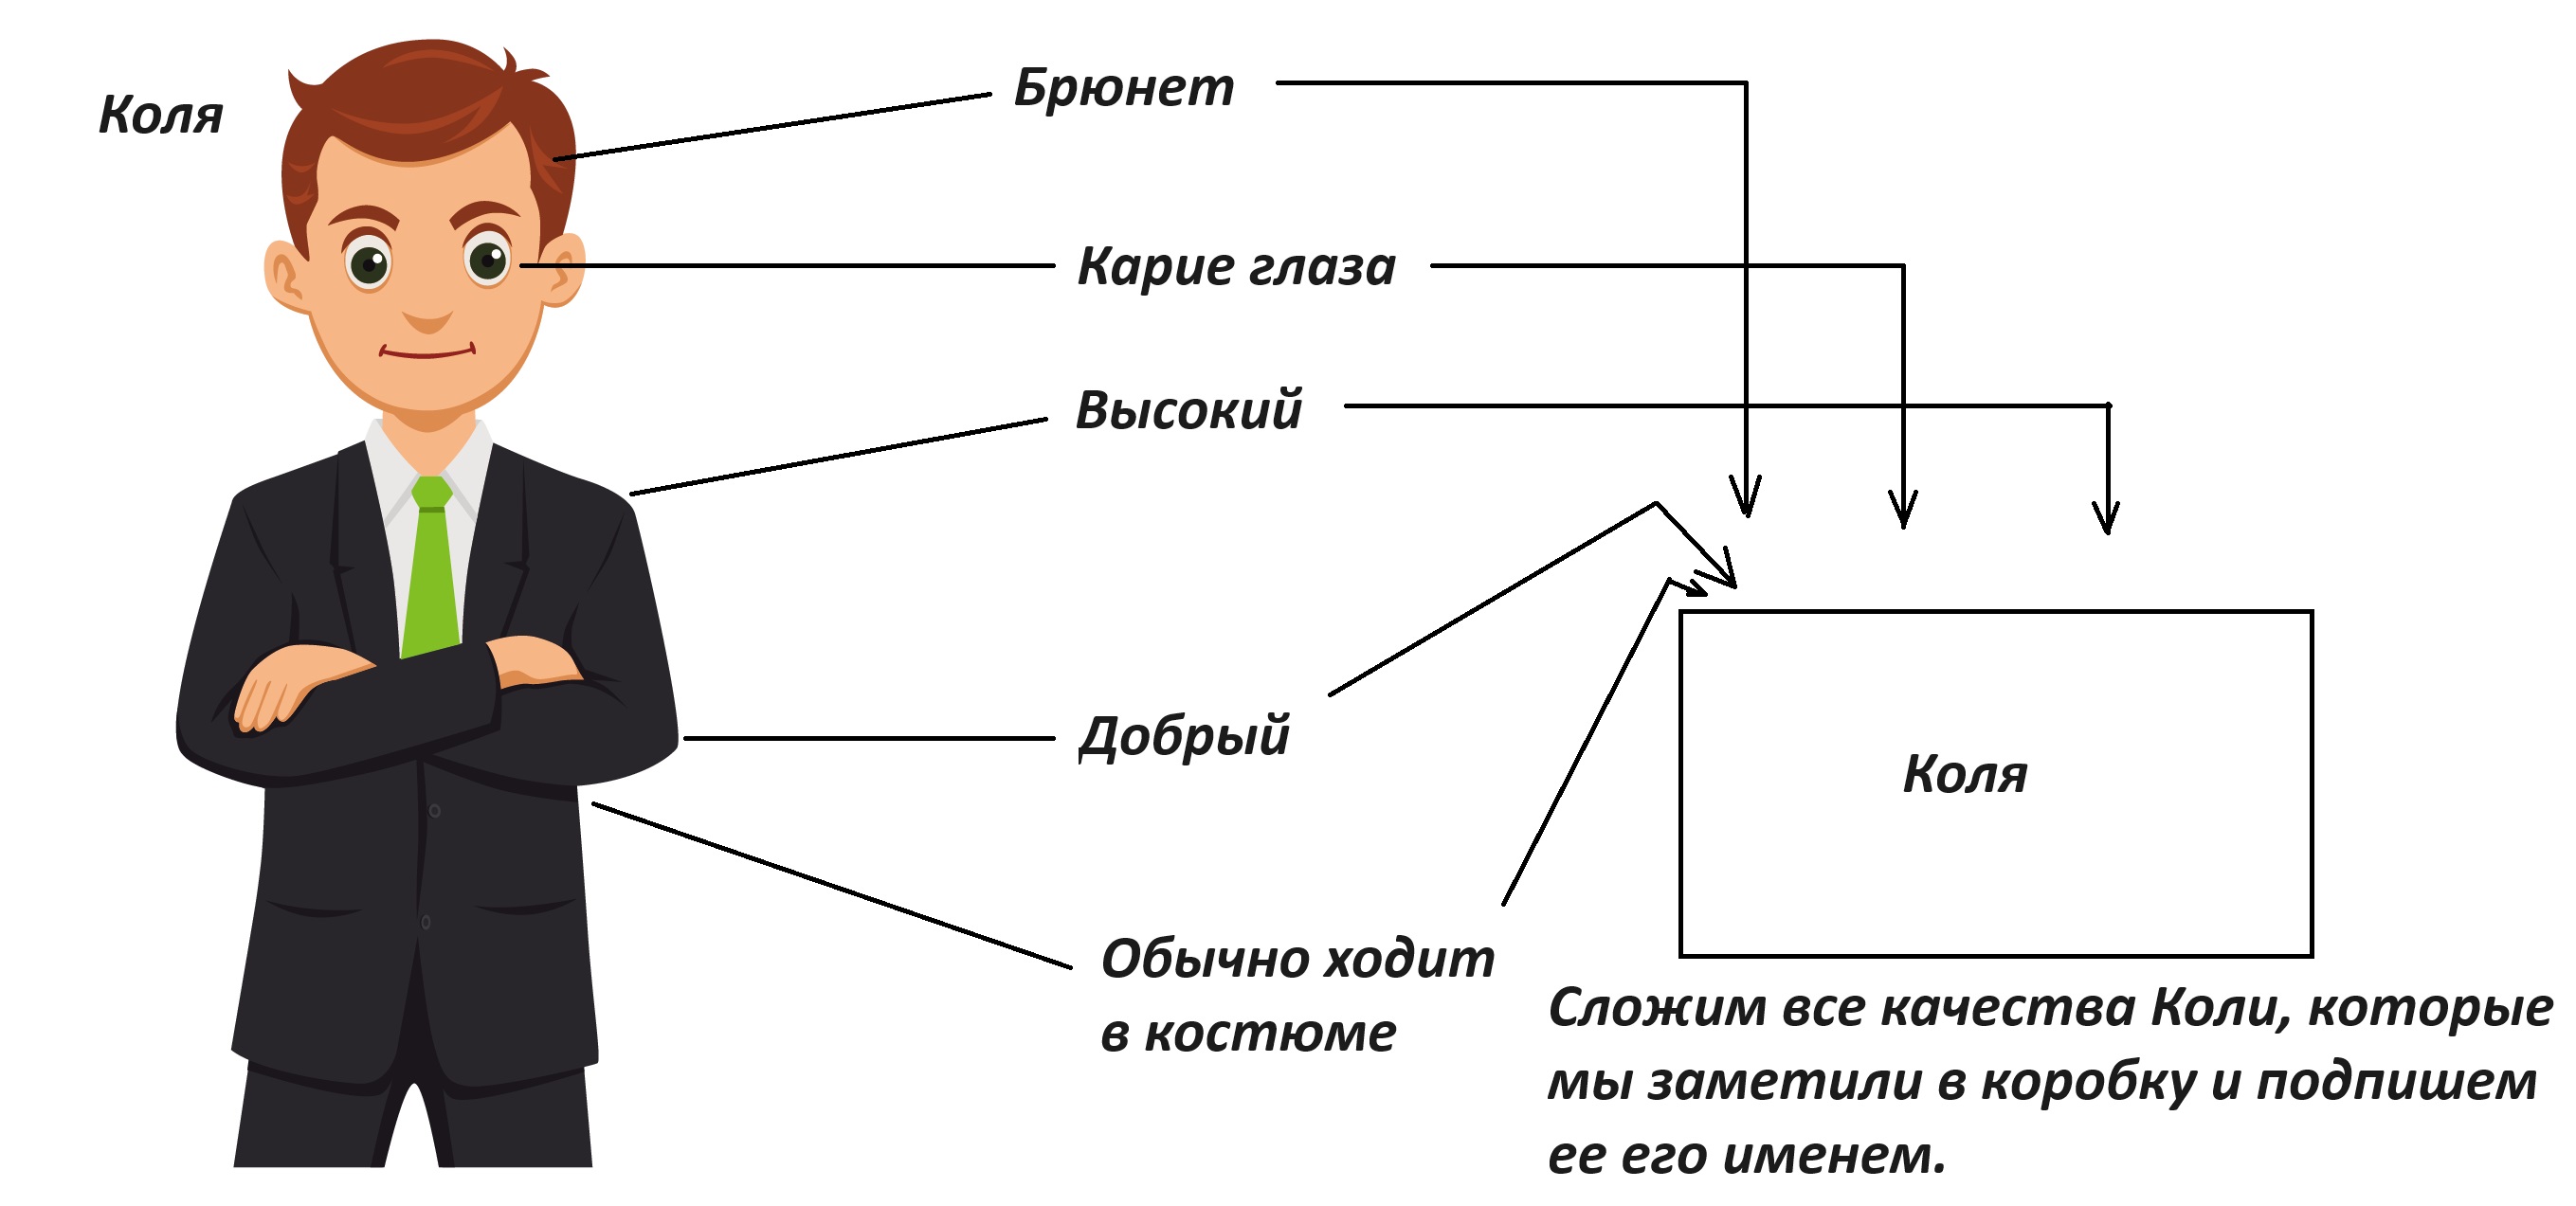 Коля
Брюнет
Карие глаза
Высокий
Добрый
Обычно ходит
в костюме
Коля
Сложим все качества Коли, которые
мы заметили в коробку и подпишем
ее его именем.